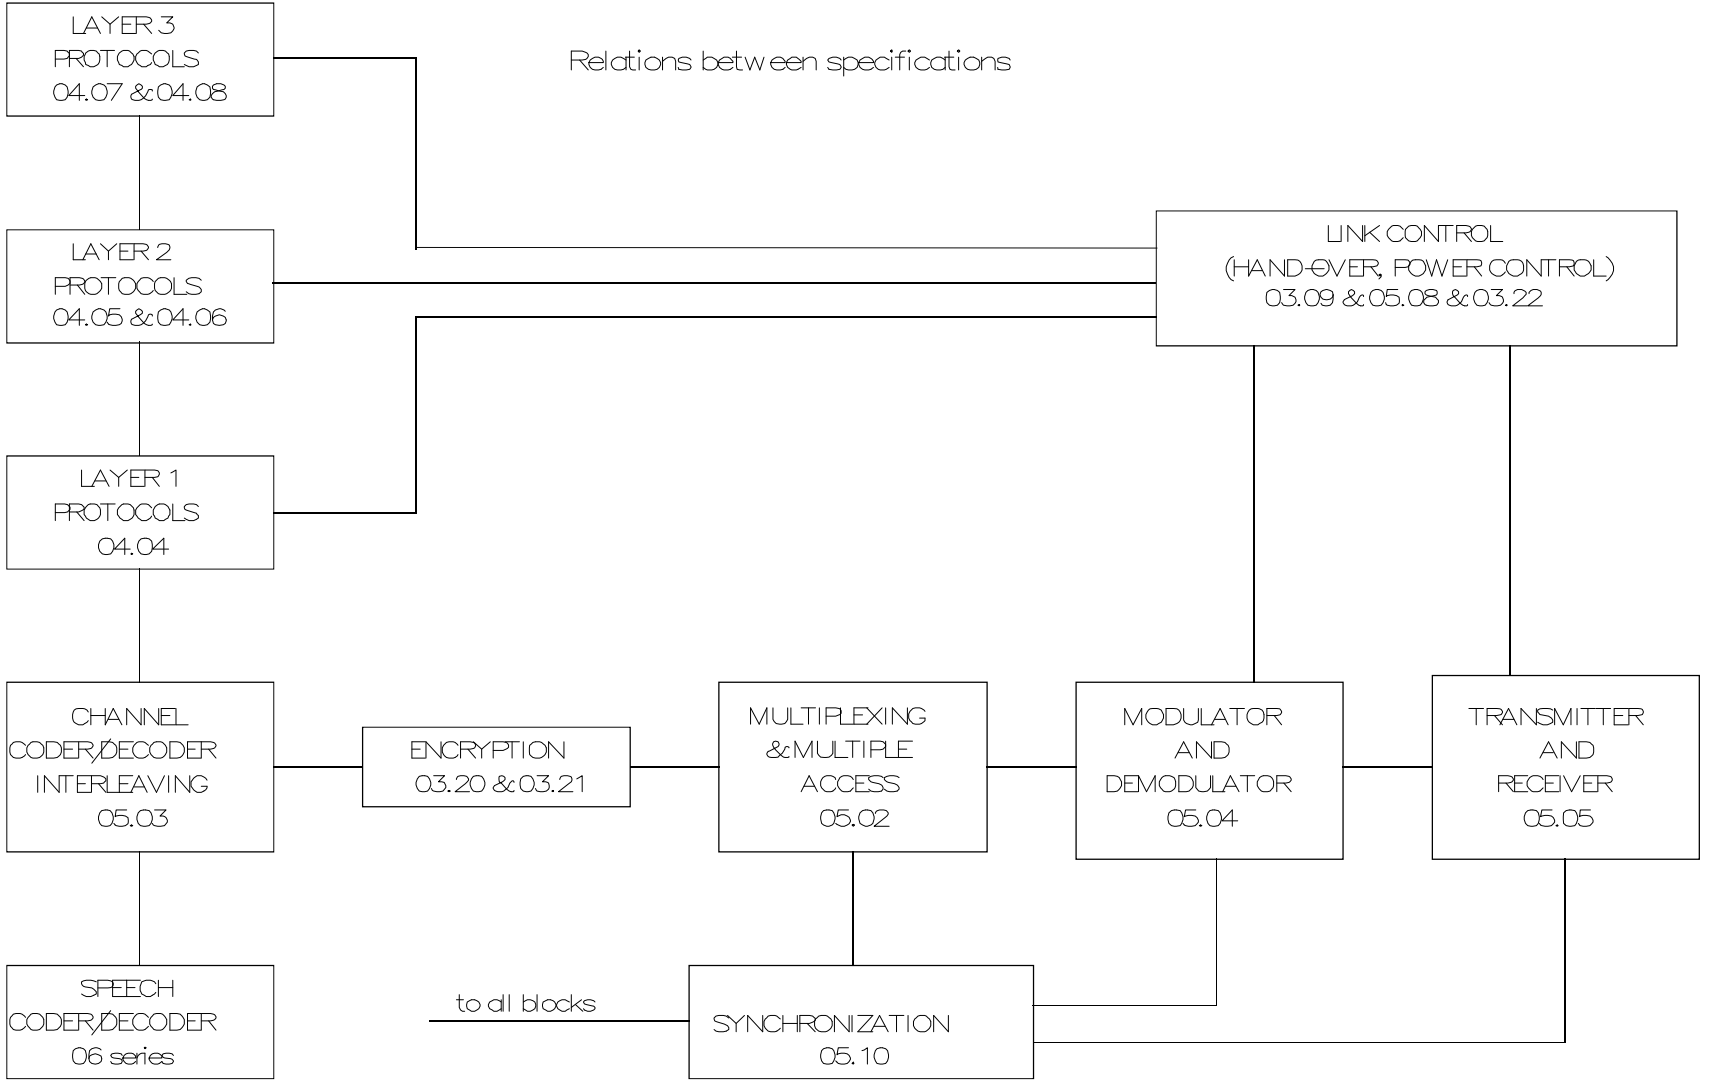 LAYER 3
PROTOCOLS
04.07 & 04.08
Relations between specifications
LAYER 2
PROTOCOLS
04.05 & 04.06
LINK CONTROL
(HAND-OVER, POWER CONTROL)
03.09 & 05.08 & 03.22
LAYER 1
PROTOCOLS
04.04
CHANNEL
CODER/DECODER
INTERLEAVING
05.03
ENCRYPTION
03.20 & 03.21
MULTIPLEXING
& MULTIPLE
ACCESS
05.02
MODULATOR
AND
DEMODULATOR
05.04
TRANSMITTER
AND
RECEIVER
05.05
SPEECH
CODER/DECODER
06 series
to all blocks
SYNCHRONIZATION
05.10